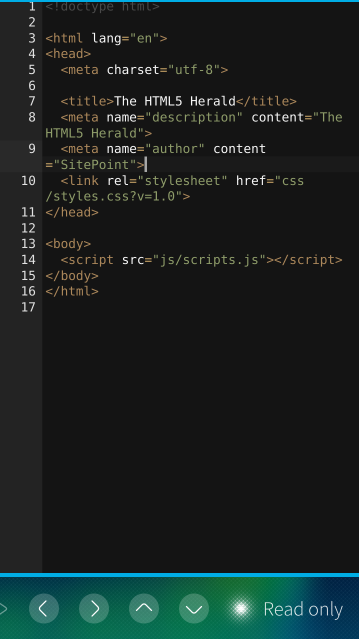 1 <!doctype html>
2
3 <html lang="en">
4 <head>
5 <meta charset="utf-8">
6
7 <title>The HTML5 Herald</title>
8 <meta name="description" content="The
HTML5 Herald">
9 <meta name="author" content
="SitePoint">
10 <link rel="stylesheet" href="css
/styles.css?v=1.0">
11 </head>
12
13 <body>
14 <script src="js/scripts.js"></script>
15 </body>
16 </html>
17
Read only